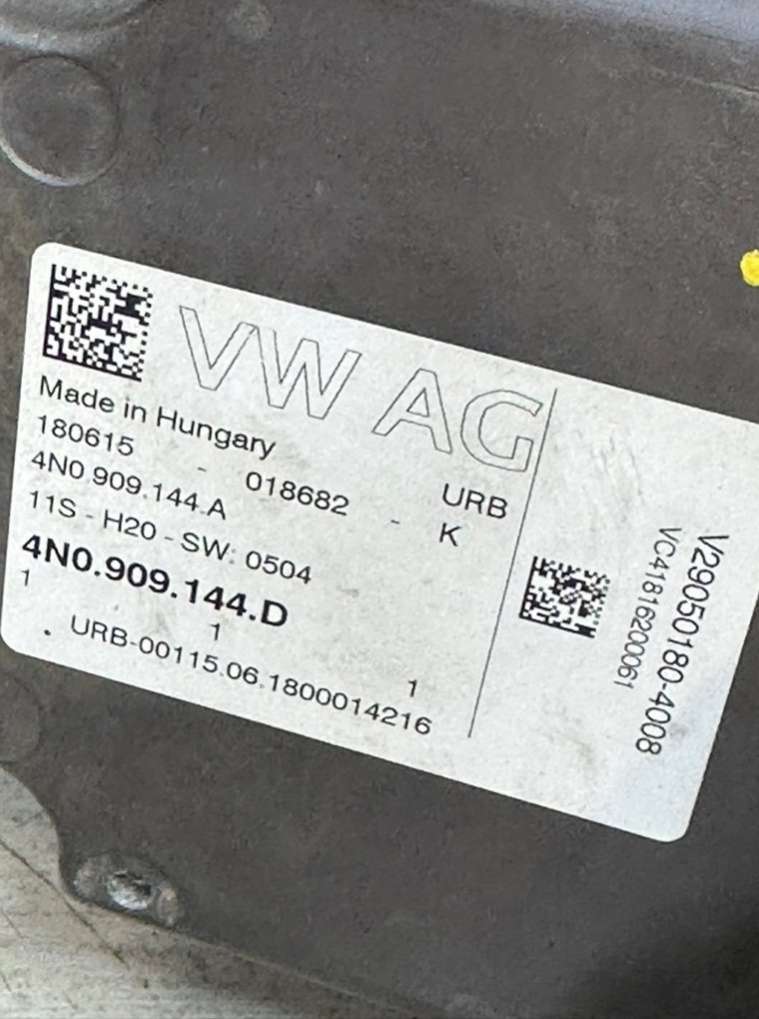 VW AG
Made in Hungary
180615 - 018682 - URB
4N0.909.144.A K
11S - H20 - SW: 0504
4N0.909.144.D
1 1 1
. URB-00115.06.1800014216
V29050180-4008
VC41816200061